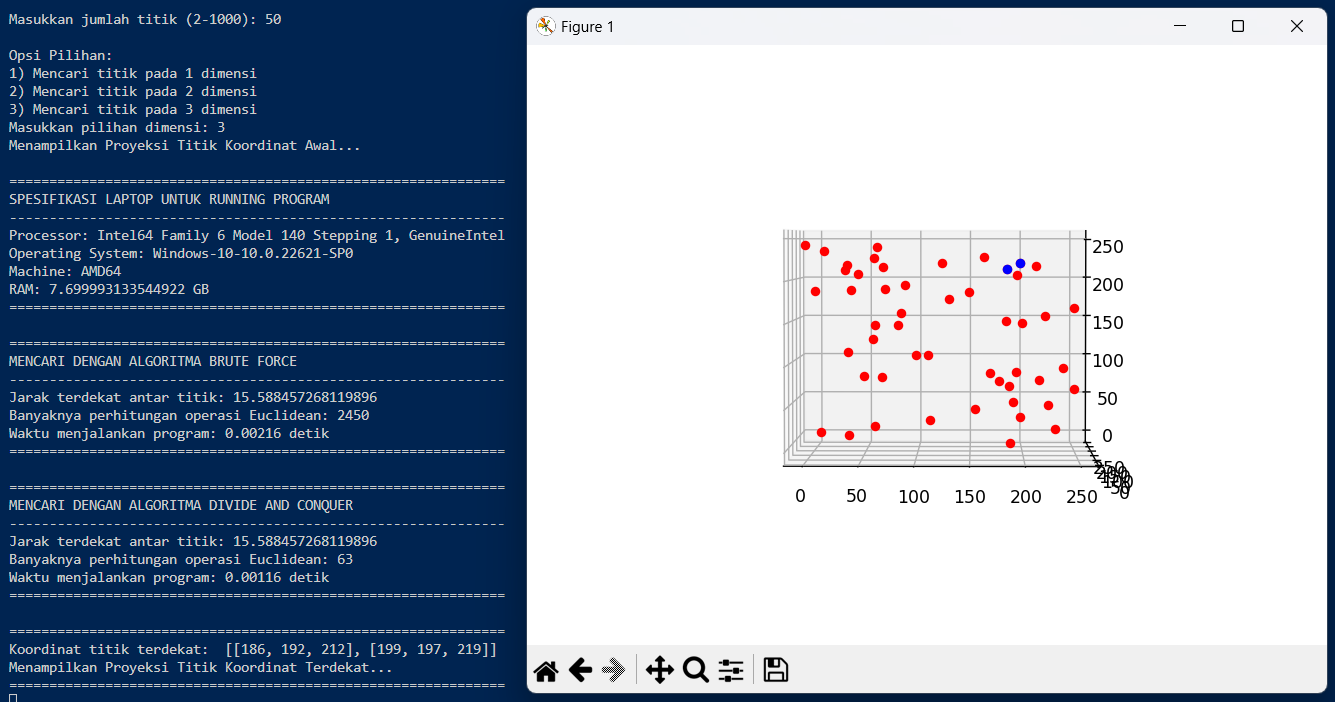 Masukkan jumlah titik (2-1000): 50
Opsi Pilihan:
1) Mencari titik pada 1 dimensi
2) Mencari titik pada 2 dimensi
3) Mencari titik pada 3 dimensi
Masukkan pilihan dimensi: 3
Menampilkan Proyeksi Titik Koordinat Awal...
==============================================================
SPESIFIKASI LAPTOP UNTUK RUNNING PROGRAM
--------------------------------------------------------------
Processor: Intel64 Family 6 Model 140 Stepping 1, GenuineIntel
Operating System: Windows-10-10.0.22621-SP0
Machine: AMD64
RAM: 7.699993133544922 GB
==============================================================
==============================================================
MENCARI DENGAN ALGORITMA BRUTE FORCE
--------------------------------------------------------------
Jarak terdekat antar titik: 15.588457268119896
Banyaknya perhitungan operasi Euclidean: 2450
Waktu menjalankan program: 0.00216 detik
==============================================================
==============================================================
MENCARI DENGAN ALGORITMA DIVIDE AND CONQUER
--------------------------------------------------------------
Jarak terdekat antar titik: 15.588457268119896
Banyaknya perhitungan operasi Euclidean: 63
Waktu menjalankan program: 0.00116 detik
==============================================================
==============================================================
Koordinat titik terdekat:  [[186, 192, 212], [199, 197, 219]]
Menampilkan Proyeksi Titik Koordinat Terdekat...
==============================================================
Figure 1
250
200
150
100
50
0
0 50 100 150 200 250
250
0